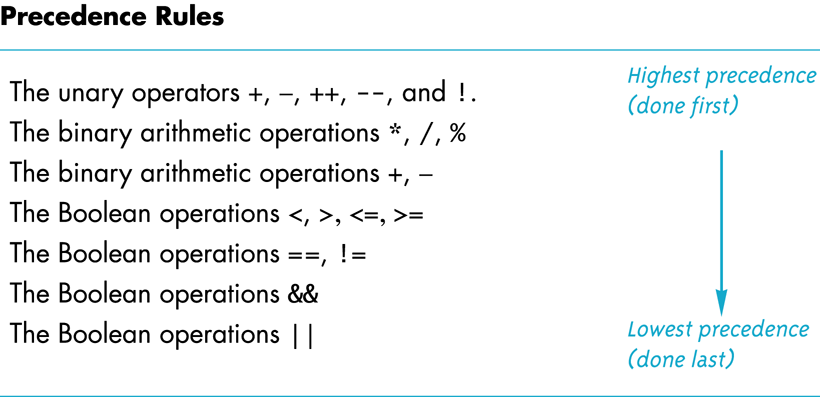 Precedence Rules
The unary operators +, –, ++, --, and !.
Highest precedence
(done first)
The binary arithmetic operations *, /, %
The binary arithmetic operations +, –
The Boolean operations <, >, <=, >=
The Boolean operations ==, !=
The Boolean operations &&
The Boolean operations ||
Lowest precedence
(done last)